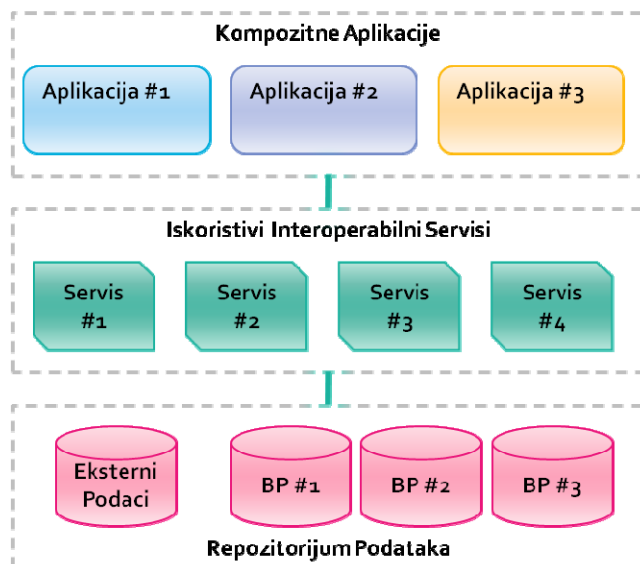 Kompozitne Aplikacije
Aplikacija #1
Aplikacija #2
Aplikacija #3
Iskoristivi Interoperabilni Servisi
Servis
#1
Servis
#2
Servis
#3
Servis
#4
Eksterni
Podaci
BP #1
BP #2
BP #3
Repozitorijum Podataka